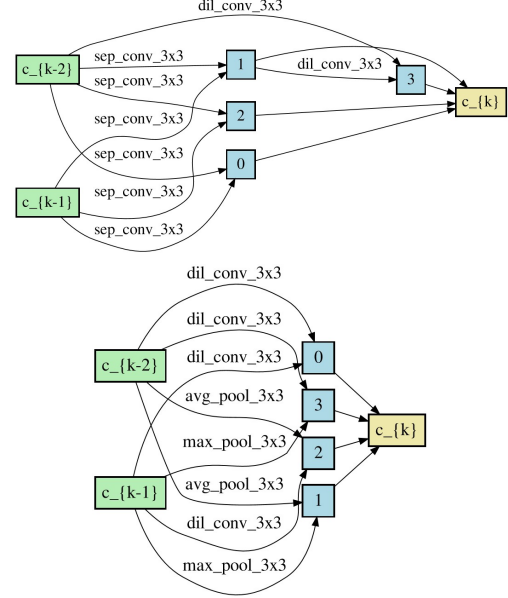 dil_conv_3x3
c_{k-2}
sep_conv_3x3
1
dil_conv_3x3
3
sep_conv_3x3
c_{k}
sep_conv_3x3
2
sep_conv_3x3
0
c_{k-1}
sep_conv_3x3
sep_conv_3x3
dil_conv_3x3
dil_conv_3x3
c_{k-2}
dil_conv_3x3
0
avg_pool_3x3
3
c_{k}
max_pool_3x3
2
c_{k-1}
avg_pool_3x3
1
dil_conv_3x3
max_pool_3x3